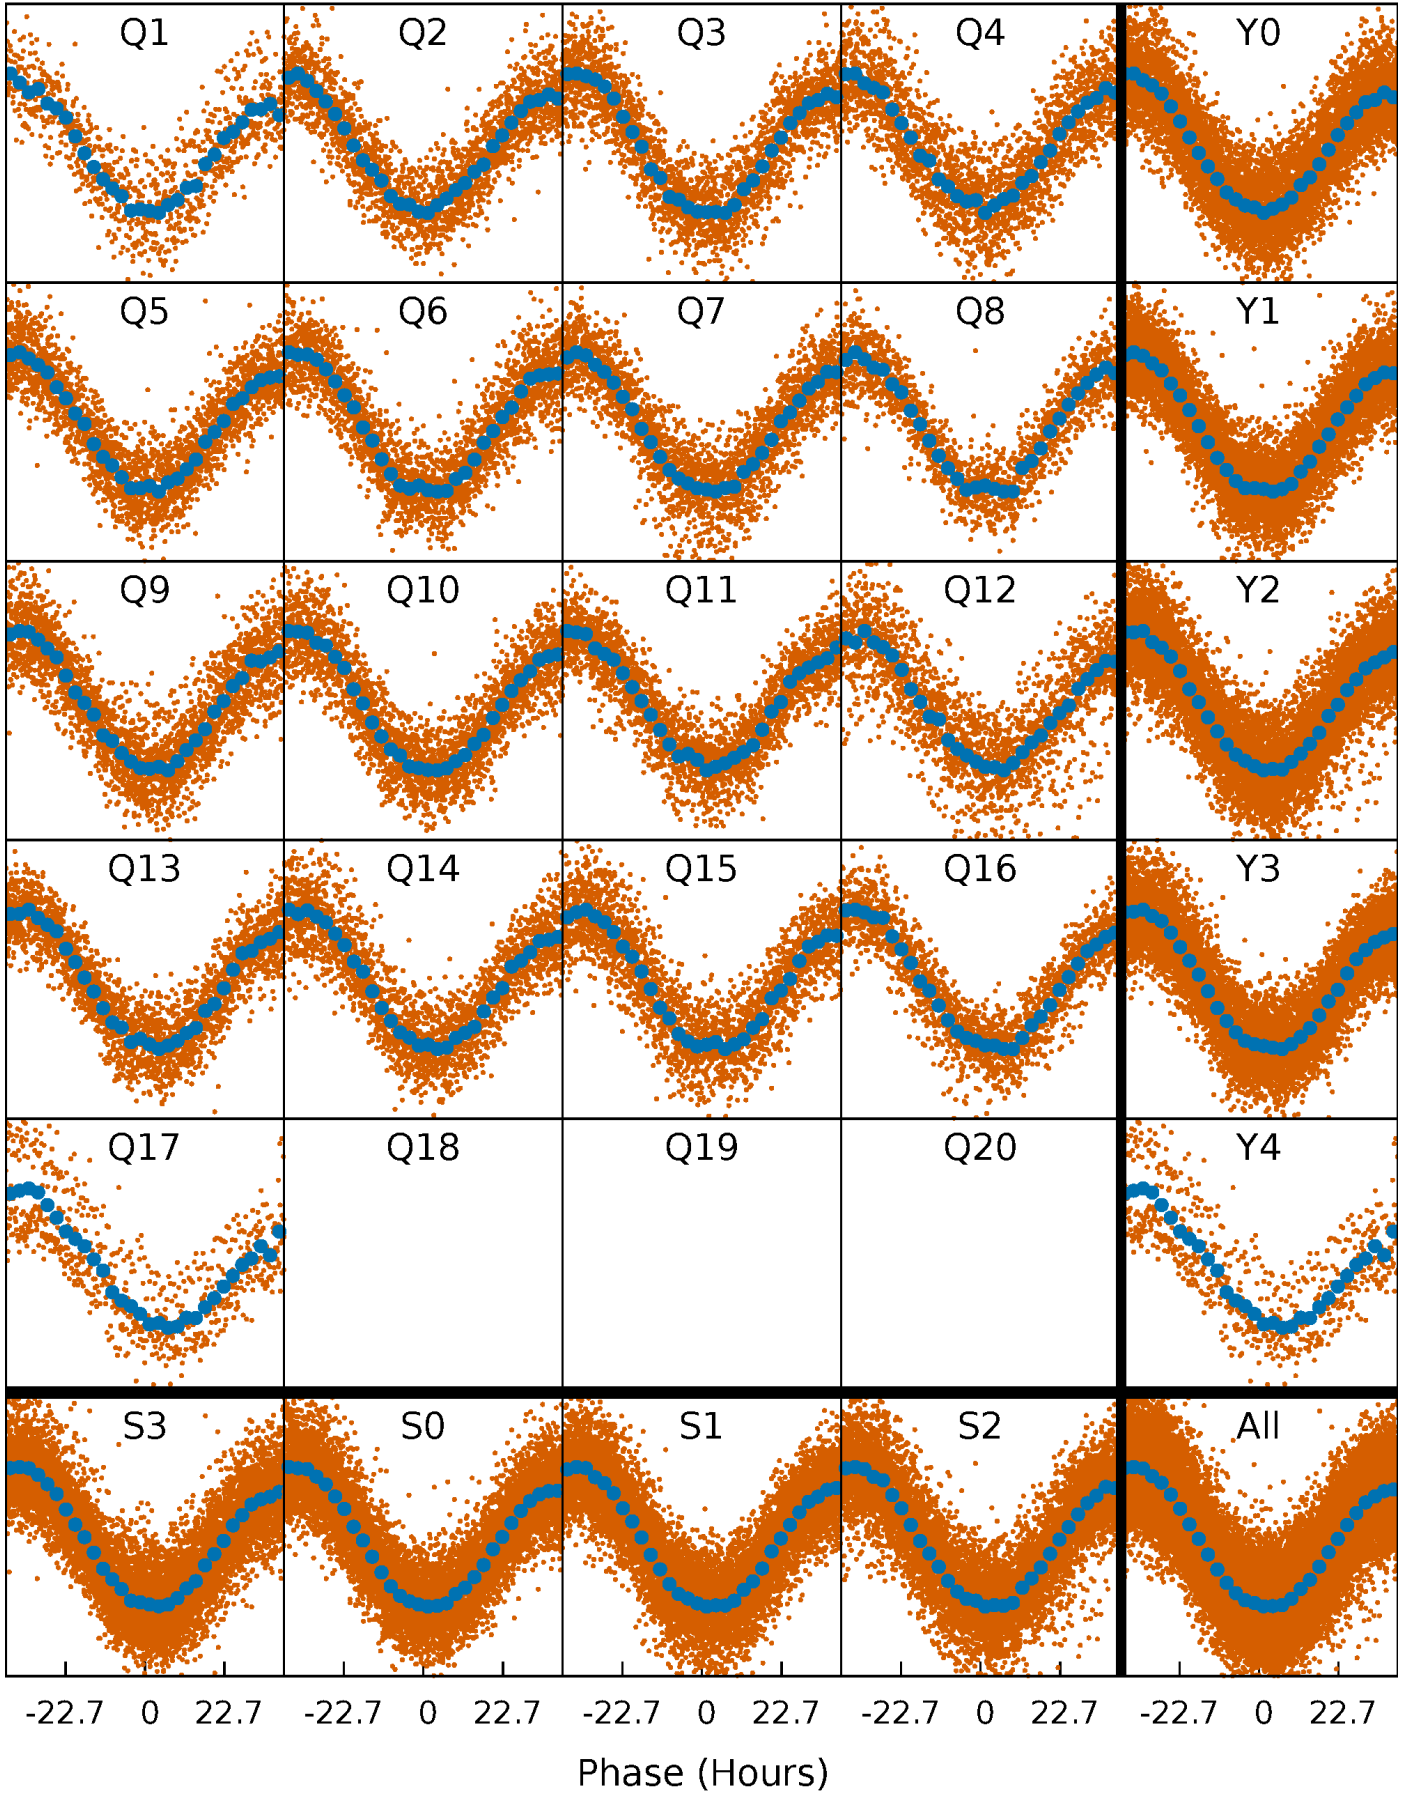 Q1 Q2 Q3 Q4 Y0
Q5 Q6 Q7 Q8 Y1
Q9 Q10 Q11 Q12 Y2
Q13 Q14 Q15 Q16 Y3
Q17 Q18 Q19 Q20 Y4
S3 S0 S1 S2 All
-22.7 0 22.7 -22.7 0 22.7 -22.7 0 22.7 -22.7 0 22.7 -22.7 0 22.7
Phase (Hours)